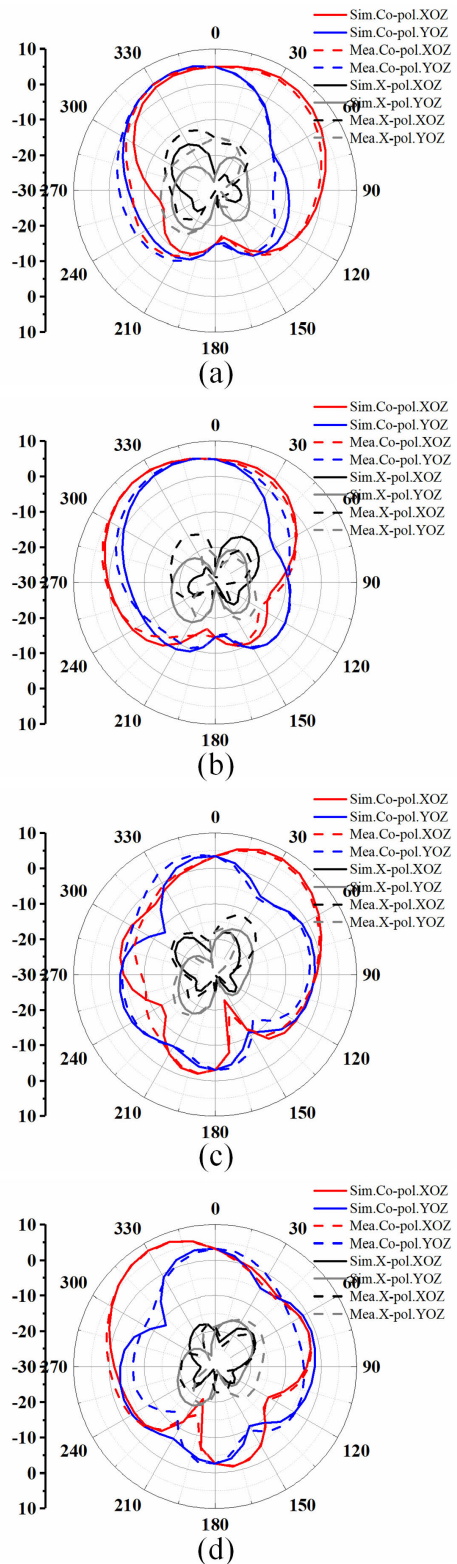 Sim.Co-pol.XOZ
Sim.Co-pol.YOZ
Mea.Co-pol.XOZ
Mea.Co-pol.YOZ
Sim.X-pol.XOZ
Sim.X-pol.YOZ
Mea.X-pol.XOZ
Mea.X-pol.YOZ
10
0
-10
-20
-30
-20
-10
0
10
0
30
60
90
120
150
180
210
240
270
300
330
(a)
Sim.Co-pol.XOZ
Sim.Co-pol.YOZ
Mea.Co-pol.XOZ
Mea.Co-pol.YOZ
Sim.X-pol.XOZ
Sim.X-pol.YOZ
Mea.X-pol.XOZ
Mea.X-pol.YOZ
10
0
-10
-20
-30
-20
-10
0
10
0
30
60
90
120
150
180
210
240
270
300
330
(b)
Sim.Co-pol.XOZ
Sim.Co-pol.YOZ
Mea.Co-pol.XOZ
Mea.Co-pol.YOZ
Sim.X-pol.XOZ
Sim.X-pol.YOZ
Mea.X-pol.XOZ
Mea.X-pol.YOZ
10
0
-10
-20
-30
-20
-10
0
10
0
30
60
90
120
150
180
210
240
270
300
330
(c)
Sim.Co-pol.XOZ
Sim.Co-pol.YOZ
Mea.Co-pol.XOZ
Mea.Co-pol.YOZ
Sim.X-pol.XOZ
Sim.X-pol.YOZ
Mea.X-pol.XOZ
Mea.X-pol.YOZ
10
0
-10
-20
-30
-20
-10
0
10
0
30
60
90
120
150
180
210
240
270
300
330
(d)